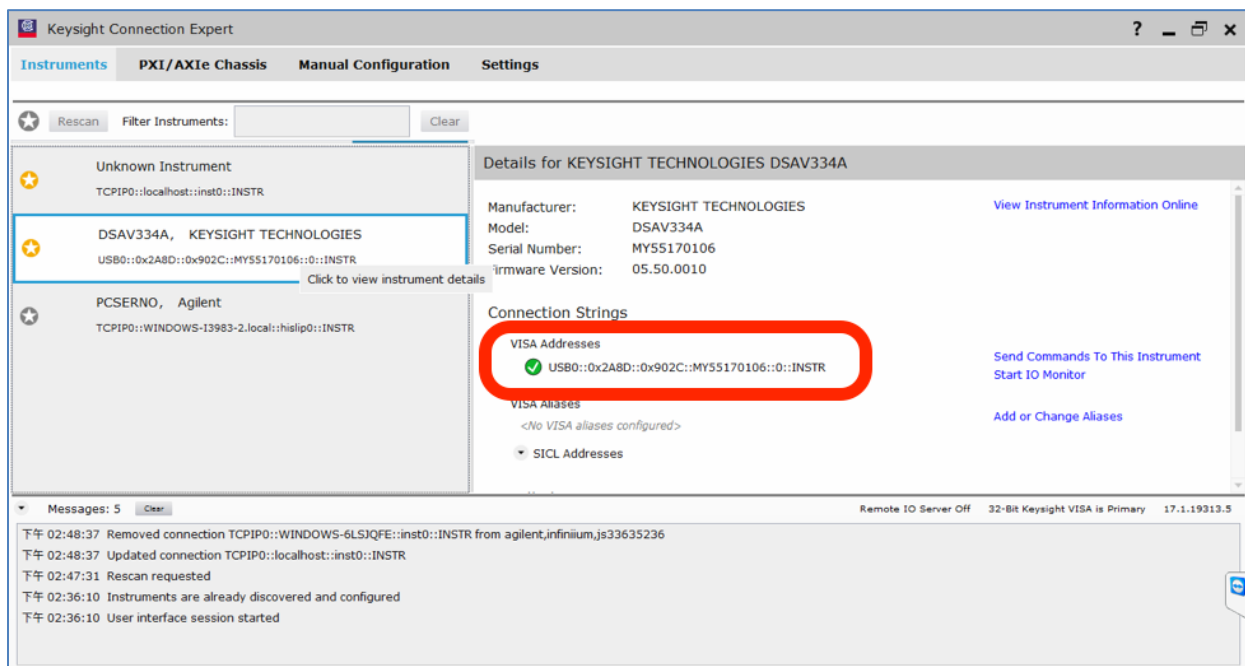 Keysight Connection Expert
?
Instruments PXI/AXIe Chassis Manual Configuration Settings
Rescan Filter Instruments: Clear
Unknown Instrument
TCPIP0::localhost::inst0::INSTR
DSAV334A, KEYSIGHT TECHNOLOGIES
USB0::0x2A8D::0x902C::MY55170106::0::INSTR
Click to view instrument details
PCSERNO, Agilent
TCPIP0::WINDOWS-I3983-2.local::hislip0::INSTR
Details for KEYSIGHT TECHNOLOGIES DSAV334A
Manufacturer: KEYSIGHT TECHNOLOGIES View Instrument Information Online
Model: DSAV334A
Serial Number: MY55170106
irmware Version: 05.50.0010
Connection Strings
VISA Addresses
USB0::0x2A8D::0x902C::MY55170106::0::INSTR
Send Commands To This Instrument
Start IO Monitor
VISA Aliases
<No VISA aliases configured>
Add or Change Aliases
SICL Addresses
Messages: 5 Clear Remote IO Server Off 32-Bit Keysight VISA is Primary 17.1.19313.5
下午 02:48:37 Removed connection TCPIP0::WINDOWS-6LSJQFE::inst0::INSTR from agilent,infiniium,js33635236
下午 02:48:37 Updated connection TCPIP0::localhost::inst0::INSTR
下午 02:47:31 Rescan requested
下午 02:36:10 Instruments are already discovered and configured
下午 02:36:10 User interface session started